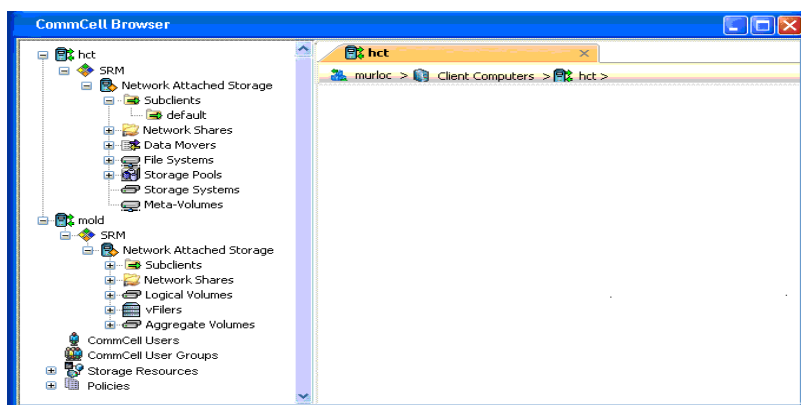 CommCell Browser
hct
SRM
Network Attached Storage
Subclients
default
Network Shares
Data Movers
File Systems
Storage Pools
Storage Systems
Meta-Volumes
mold
SRM
Network Attached Storage
Subclients
Network Shares
Logical Volumes
vFilers
Aggregate Volumes
CommCell Users
CommCell User Groups
Storage Resources
Policies
hct
murloc > Client Computers > hct >